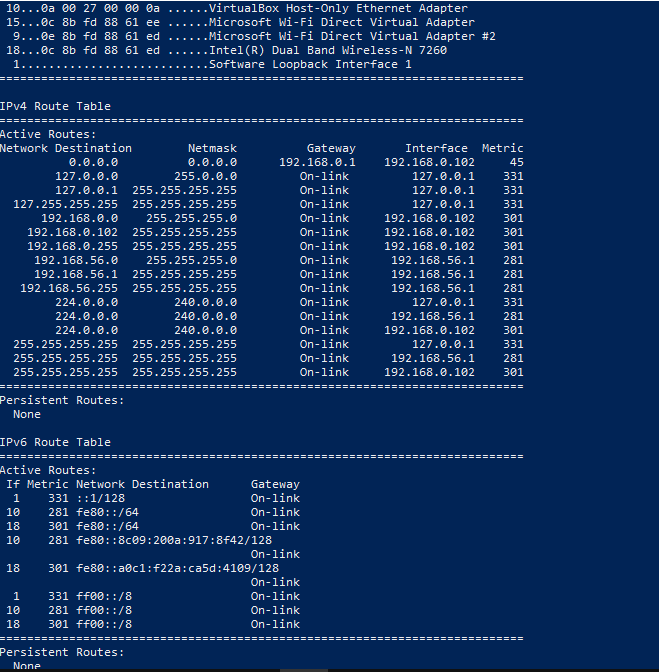 10...0a 00 27 00 00 0a ......VirtualBox Host-Only Ethernet Adapter
15...0c 8b fd 88 61 ee ......Microsoft Wi-Fi Direct Virtual Adapter
9...0e 8b fd 88 61 ed ......Microsoft Wi-Fi Direct Virtual Adapter #2
18...0c 8b fd 88 61 ed ......Intel(R) Dual Band Wireless-N 7260
1...........................Software Loopback Interface 1
===========================================================================
IPv4 Route Table
===========================================================================
Active Routes:
Network Destination        Netmask          Gateway       Interface  Metric
0.0.0.0          0.0.0.0      192.168.0.1    192.168.0.102     45
127.0.0.0        255.0.0.0         On-link         127.0.0.1    331
127.0.0.1  255.255.255.255         On-link         127.0.0.1    331
127.255.255.255  255.255.255.255         On-link         127.0.0.1    331
192.168.0.0    255.255.255.0         On-link     192.168.0.102    301
192.168.0.102  255.255.255.255         On-link     192.168.0.102    301
192.168.0.255  255.255.255.255         On-link     192.168.0.102    301
192.168.56.0    255.255.255.0         On-link      192.168.56.1    281
192.168.56.1  255.255.255.255         On-link      192.168.56.1    281
192.168.56.255  255.255.255.255         On-link      192.168.56.1    281
224.0.0.0        240.0.0.0         On-link         127.0.0.1    331
224.0.0.0        240.0.0.0         On-link      192.168.56.1    281
224.0.0.0        240.0.0.0         On-link     192.168.0.102    301
255.255.255.255  255.255.255.255         On-link         127.0.0.1    331
255.255.255.255  255.255.255.255         On-link      192.168.56.1    281
255.255.255.255  255.255.255.255         On-link     192.168.0.102    301
===========================================================================
Persistent Routes:
None
IPv6 Route Table
===========================================================================
Active Routes:
If Metric Network Destination      Gateway
1    331 ::1/128                  On-link
10    281 fe80::/64                On-link
18    301 fe80::/64                On-link
10    281 fe80::8c09:200a:917:8f42/128
On-link
18    301 fe80::a0c1:f22a:ca5d:4109/128
On-link
1    331 ff00::/8                 On-link
10    281 ff00::/8                 On-link
18    301 ff00::/8                 On-link
===========================================================================
Persistent Routes:
None